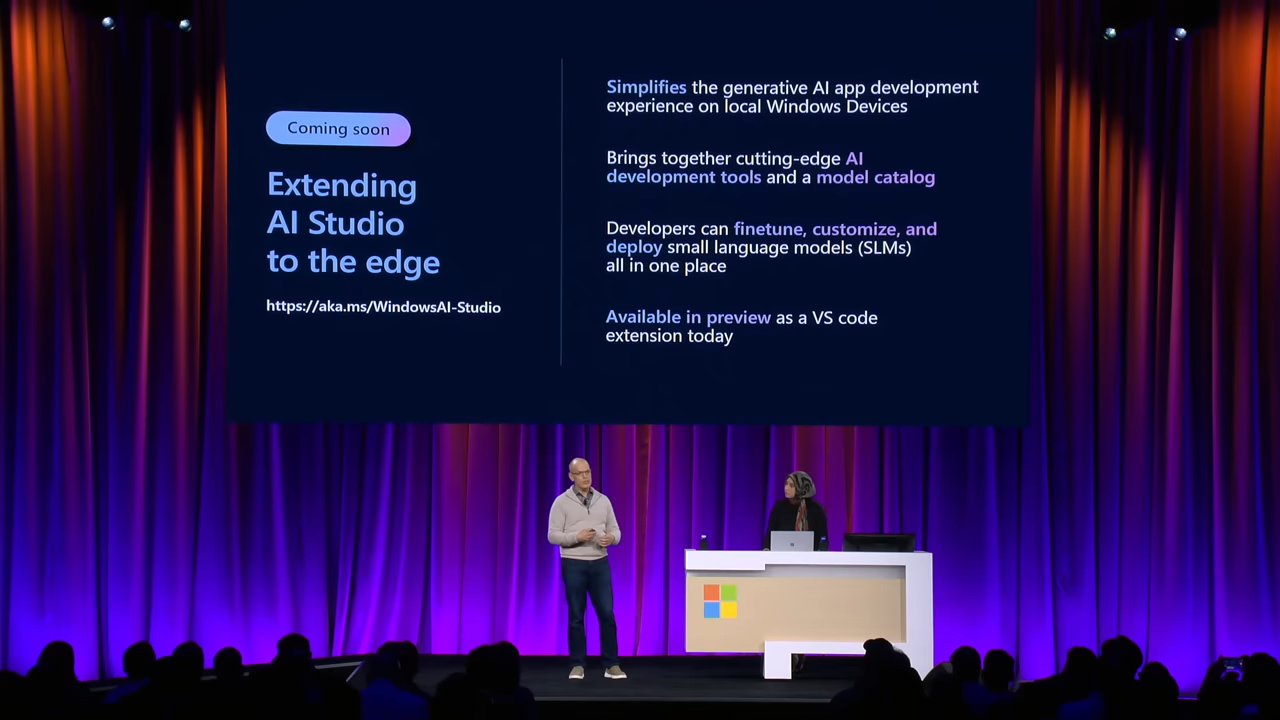 Coming soon
Extending
AI Studio
to the edge
https://aka.ms/WindowsAI-Studio
Simplifies the generative AI app development
experience on local Windows Devices
Brings together cutting-edge AI
development tools and a model catalog
Developers can finetune, customize, and
deploy small language models (SLMs)
all in one place
Available in preview as a VS code
extension today